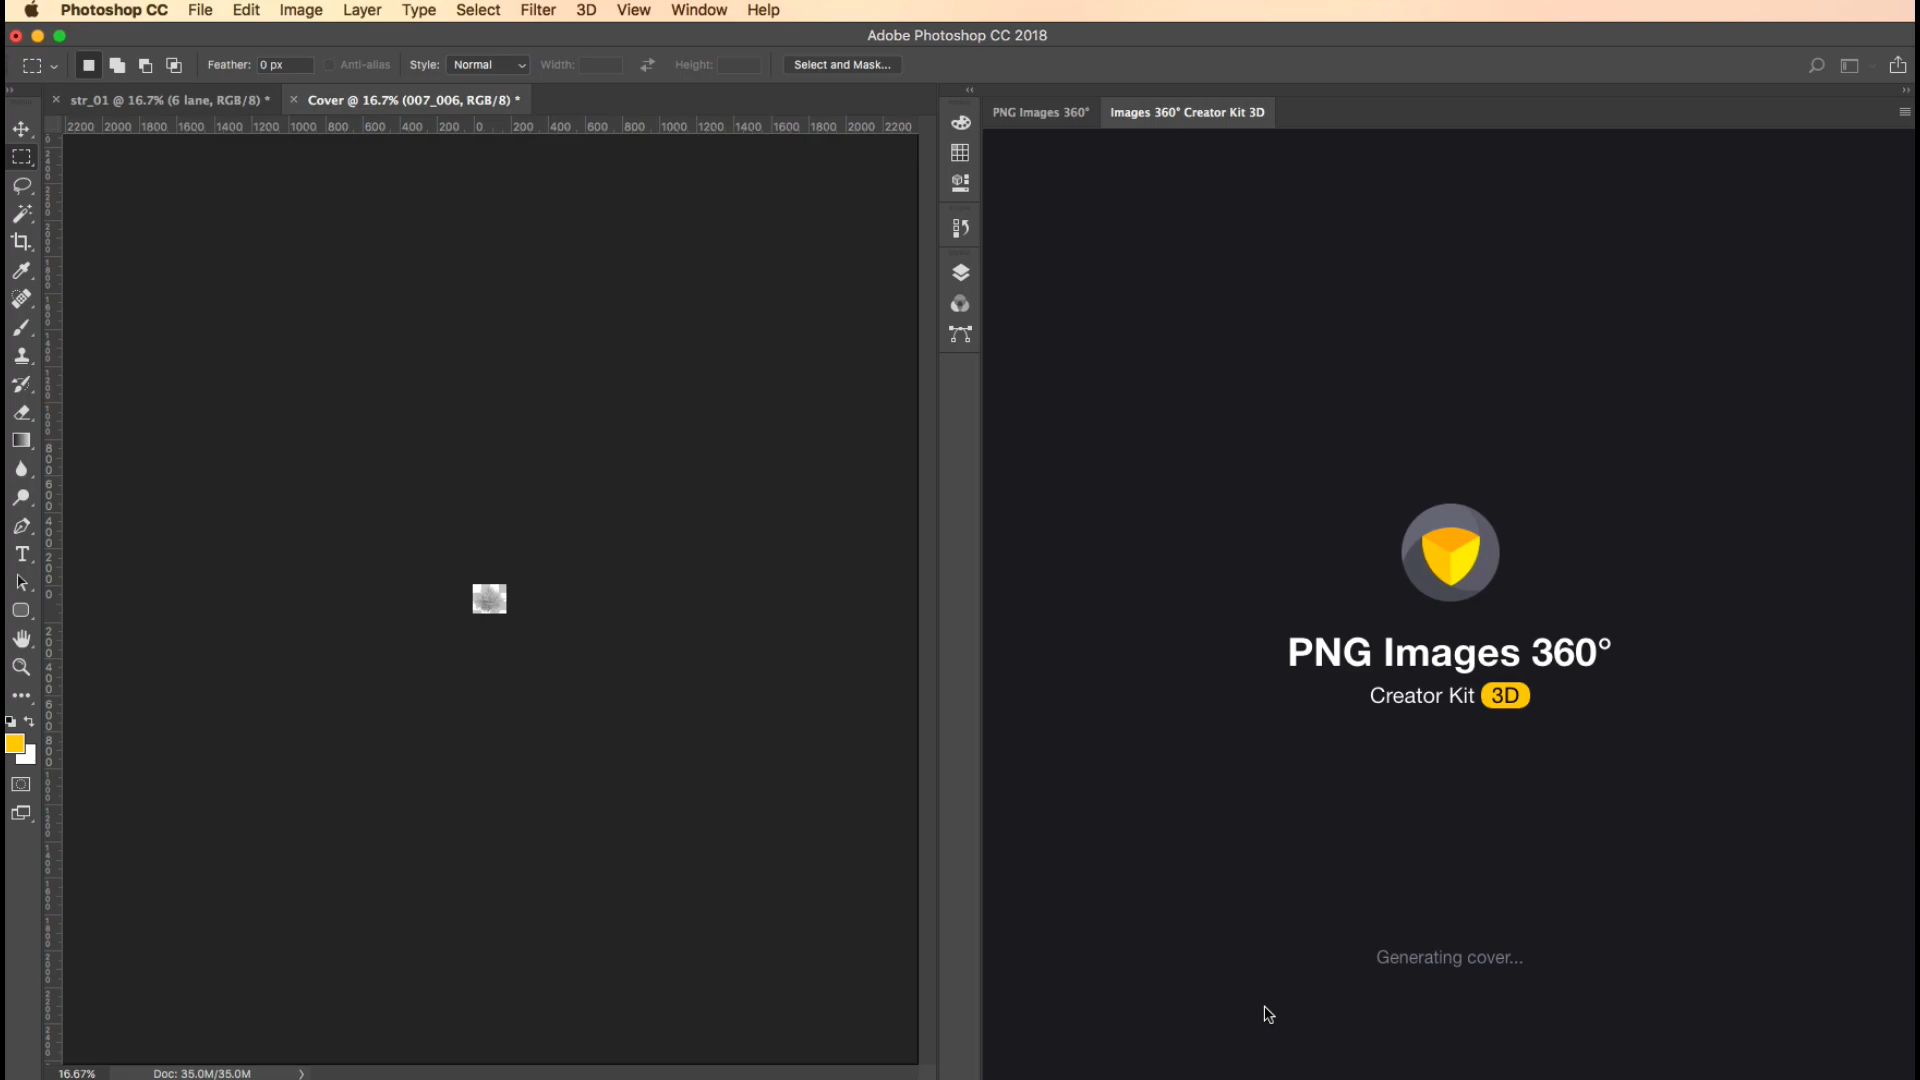 Photoshop CC File Edit Image Layer Type Select Filter 3D View Window Help
Adobe Photoshop CC 2018
Feather: 0 px Anti-alias Style: Normal Width: Height: Select and Mask...
str_01 @ 16.7% (6 lane, RGB/8) * Cover @ 16.7% (007_006, RGB/8) *
PNG Images 360° Images 360° Creator Kit 3D
2200 2000 1800 1600 1400 1200 1000 800 600 400 200 0 200 400 600 800 1000 1200 1400 1600 1800 2000 2200
PNG Images 360°
Creator Kit 3D
Generating cover...
16.67% Doc: 35.0M/35.0M